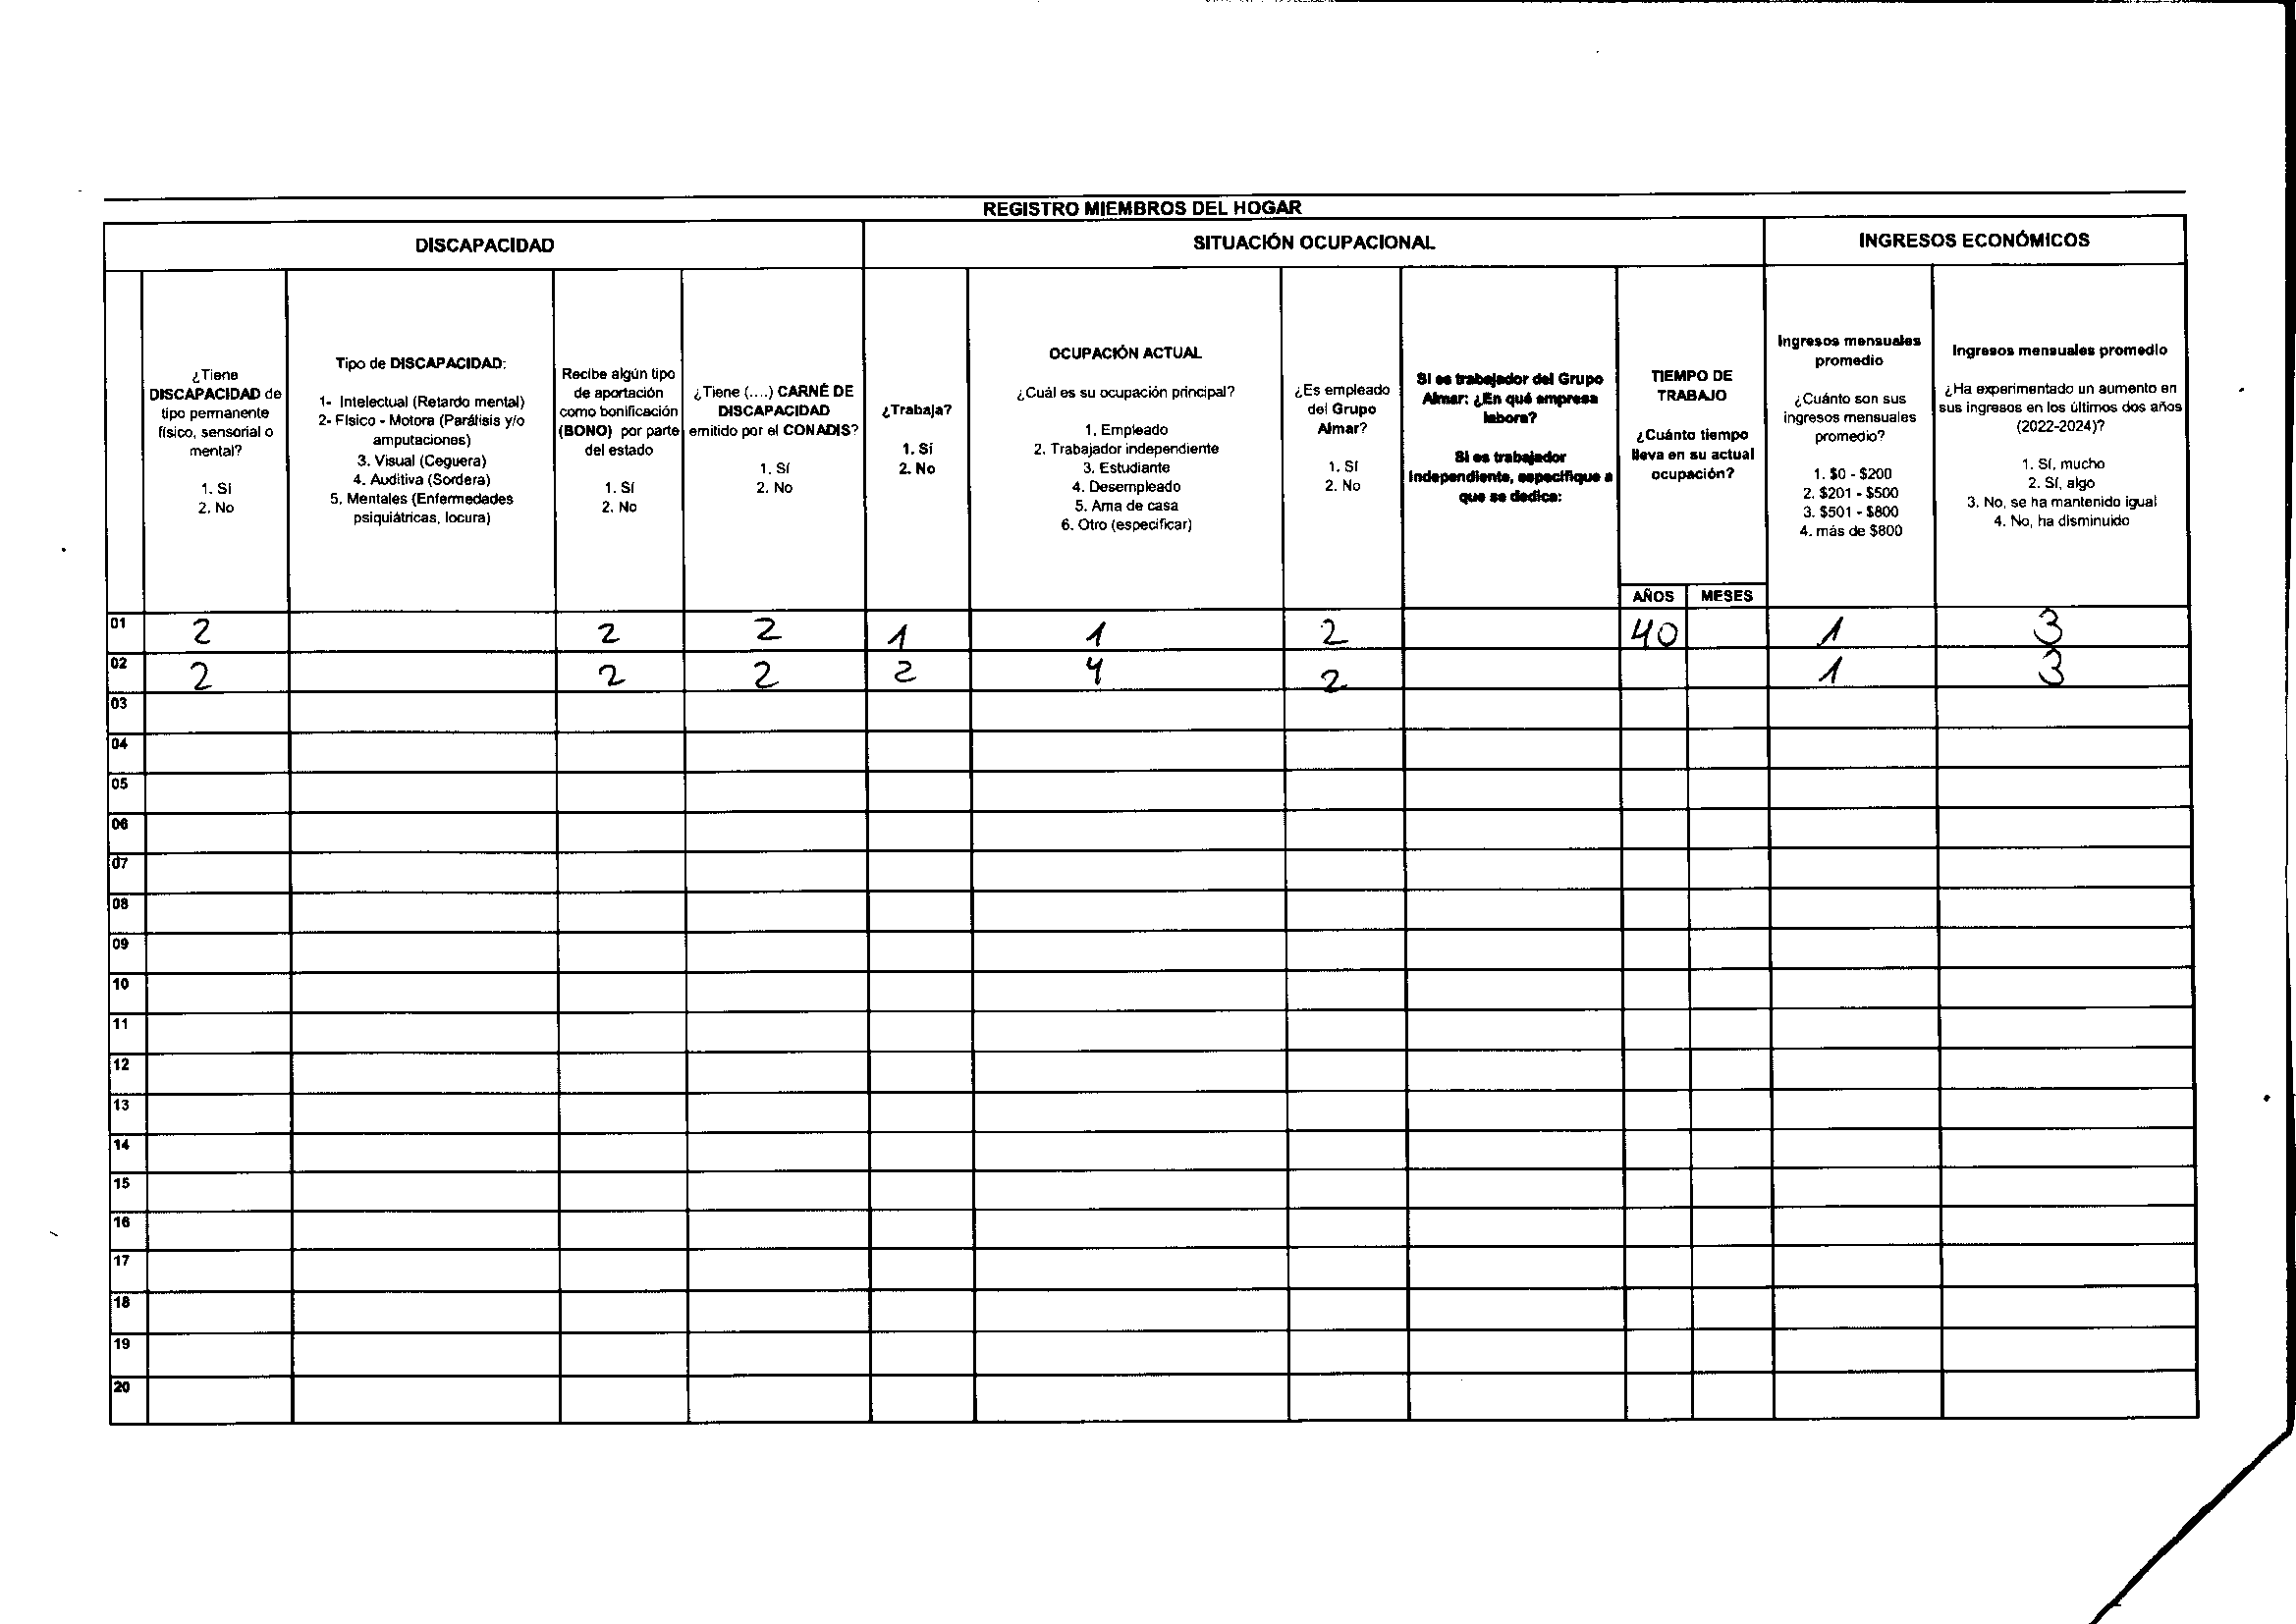 REGISTRO MIEMBROS DEL HOGAR
DISCAPACIDAD
SITUACIÓN OCUPACIONAL
INGRESOS ECONÓMICOS
¿Tiene
DISCAPACIDAD de
tipo permanente
físico, sensorial o
mental?
1. Sí
2. No
Tipo de DISCAPACIDAD:
1- Intelectual (Retardo mental)
2- Físico - Motora (Parálisis y/o
amputaciones)
3. Visual (Ceguera)
4. Auditiva (Sordera)
5. Mentales (Enfermedades
psiquiátricas, locura)
Recibe algún tipo
de aportación
como bonificación
(BONO) por parte
del estado
1. Sí
2. No
¿Tiene (....) CARNÉ DE
DISCAPACIDAD
emitido por el CONADIS?
1. Sí
2. No
¿Trabaja?
1. Sí
2. No
OCUPACIÓN ACTUAL
¿Cuál es su ocupación principal?
1. Empleado
2. Trabajador independiente
3. Estudiante
4. Desempleado
5. Ama de casa
6. Otro (especificar)
¿Es empleado
del Grupo
Almar?
1. Sí
2. No
Si es trabajador del Grupo
Almar: ¿En qué empresa
labora?
Si es trabajador
independiente, especifique a
que se dedica:
TIEMPO DE
TRABAJO
¿Cuánto tiempo
lleva en su actual
ocupación?
AÑOS MESES
Ingresos mensuales
promedio
¿Cuánto son sus
ingresos mensuales
promedio?
1. $0 - $200
2. $201 - $500
3. $501 - $800
4. más de $800
Ingresos mensuales promedio
¿Ha experimentado un aumento en
sus ingresos en los últimos dos años
(2022-2024)?
1. Sí, mucho
2. Sí, algo
3. No, se ha mantenido igual
4. No, ha disminuido
01 2 2 2 1 1 2 40 1 3
02 2 2 2 2 4 2 1 3
03
04
05
06
07
08
09
10
11
12
13
14
15
16
17
18
19
20